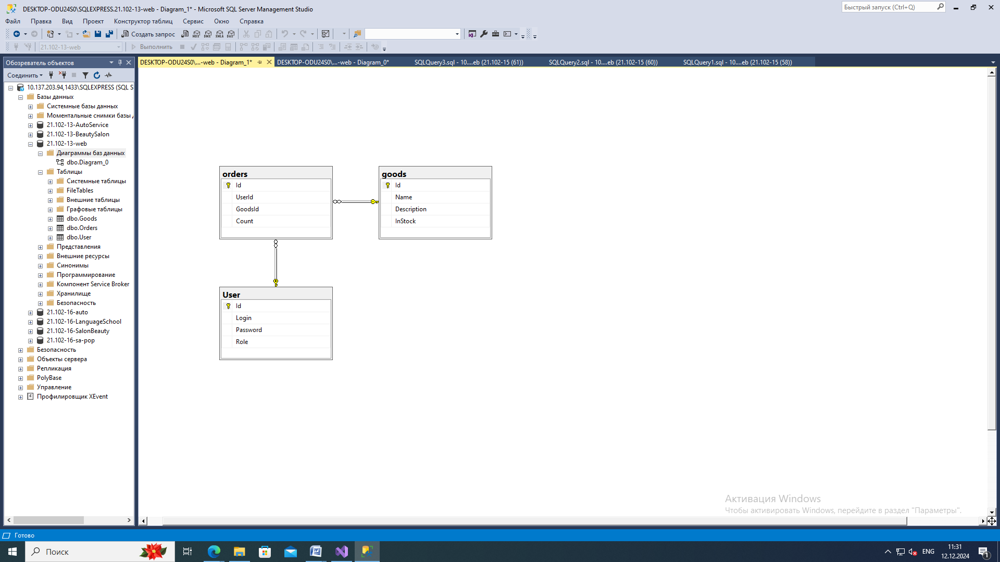 DESKTOP-ODU24S0\SQLEXPRESS.21.102-13-web - Diagram_1* - Microsoft SQL Server Management Studio
Быстрый запуск (Ctrl+Q)
Файл Правка Вид Проект Конструктор таблиц Сервис Окно Справка
Создать запрос MDX DMX XMLA DAX
21.102-13-web Выполнить
Обозреватель объектов
DESKTOP-ODU24S0\...-web - Diagram_1* DESKTOP-ODU24S0\...-web - Diagram_0* SQLQuery3.sql - 10....eb (21.102-15 (61)) SQLQuery2.sql - 10....eb (21.102-15 (60)) SQLQuery1.sql - 10....eb (21.102-15 (58))
Соединить
10.137.203.94,1433\SQLEXPRESS (SQL S
Базы данных
Системные базы данных
Моментальные снимки базы
21.102-13-AutoService
21.102-13-BeautySalon
21.102-13-web
Диаграммы баз данных
dbo.Diagram_0
Таблицы
Системные таблицы
FileTables
Внешние таблицы
Графовые таблицы
dbo.Goods
dbo.Orders
dbo.User
Представления
Внешние ресурсы
Синонимы
Программирование
Компонент Service Broker
Хранилище
Безопасность
21.102-16-auto
21.102-16-LanguageSchool
21.102-16-SalonBeauty
21.102-16-sa-pop
Безопасность
Объекты сервера
Репликация
PolyBase
Управление
Профилировщик XEvent
orders
Id
UserId
GoodsId
Count
goods
Id
Name
Description
InStock
User
Id
Login
Password
Role
Активация Windows
Чтобы активировать Windows, перейдите в раздел "Параметры".
Готово
Поиск
ENG
11:31
12.12.2024
1